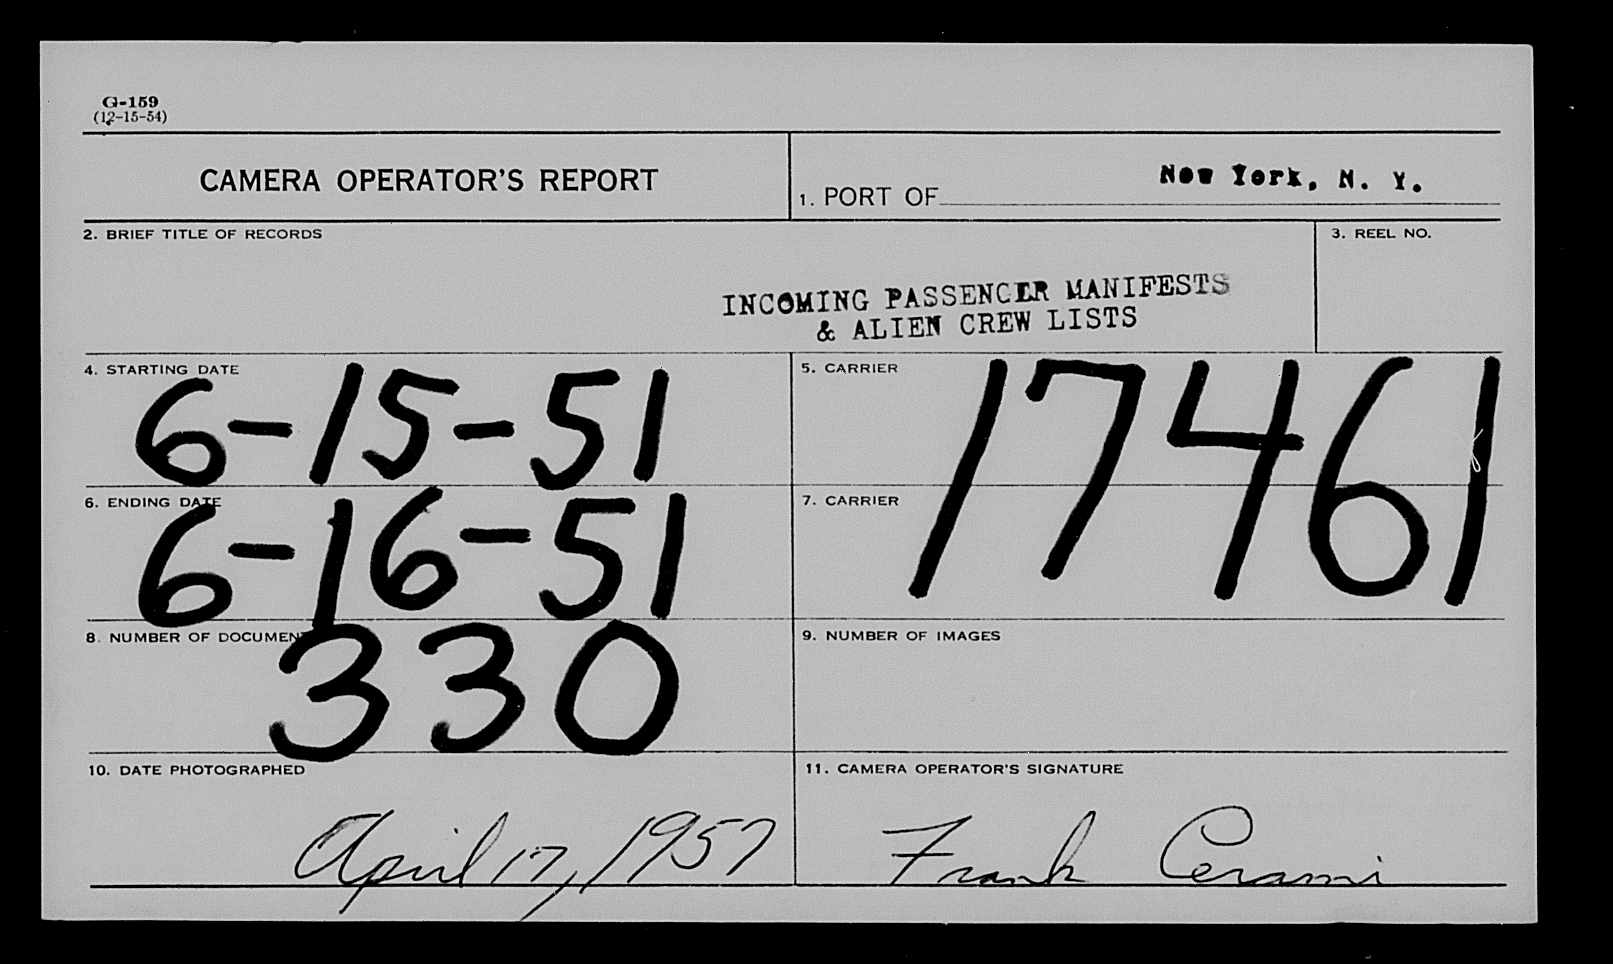 G-159
(12-15-54)
CAMERA OPERATOR'S REPORT
1. PORT OF New York, N. Y.
2. BRIEF TITLE OF RECORDS
3. REEL NO.
INCOMING PASSENGER MANIFESTS
& ALIEN CREW LISTS
4. STARTING DATE
6-15-51
5. CARRIER
17461
6. ENDING DATE
6-16-51
7. CARRIER
8. NUMBER OF DOCUMENTS
330
9. NUMBER OF IMAGES
10. DATE PHOTOGRAPHED
April 17, 1957
11. CAMERA OPERATOR'S SIGNATURE
Frank Cerami